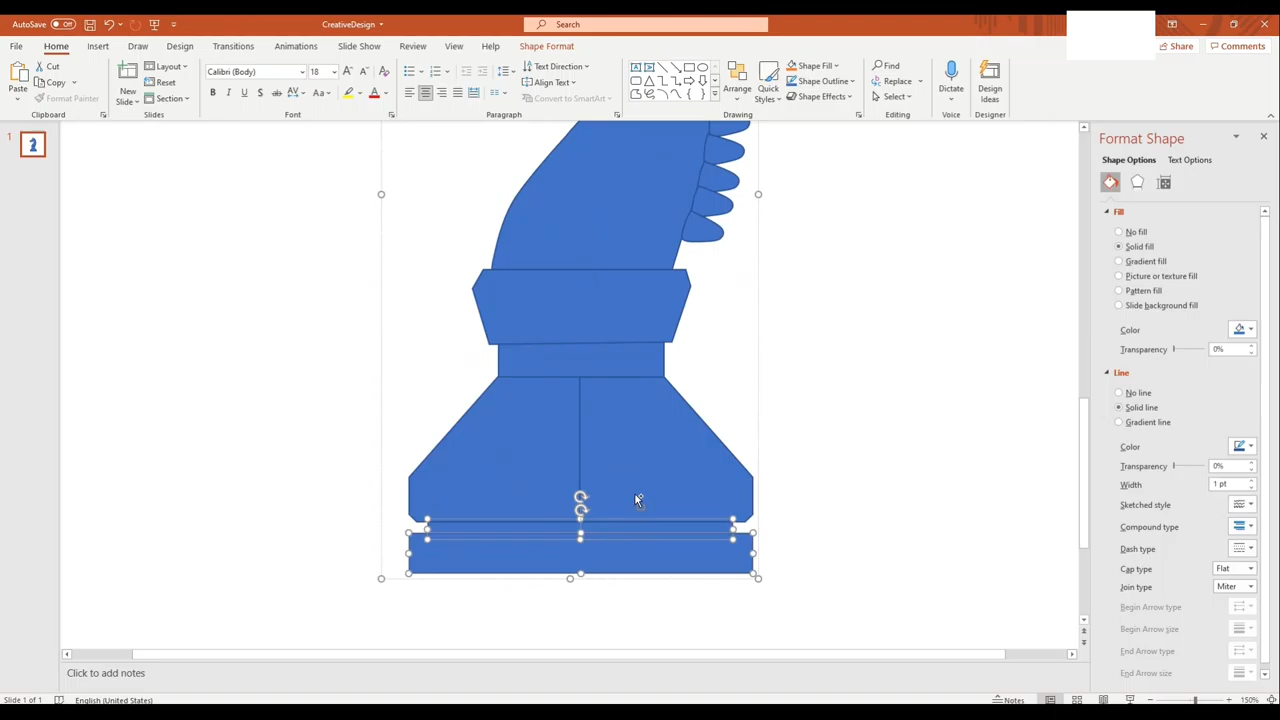 AutoSave Off CreativeDesign Search
File Home Insert Draw Design Transitions Animations Slide Show Review View Help Shape Format Share Comments
Paste Cut Copy Format Painter Clipboard
New Slide Layout Reset Section Slides
Calibri (Body) 18 B I U S ab AV Aa A Font
Text Direction Align Text Convert to SmartArt Paragraph
Arrange Quick Styles Shape Fill Shape Outline Shape Effects Drawing
Find Replace Select Editing
Dictate Voice
Design Ideas Designer
1
Format Shape
Shape Options Text Options
Fill
No fill
Solid fill
Gradient fill
Picture or texture fill
Pattern fill
Slide background fill
Color
Transparency 0%
Line
No line
Solid line
Gradient line
Color
Transparency 0%
Width 1 pt
Sketched style
Compound type
Dash type
Cap type Flat
Join type Miter
Begin Arrow type
Begin Arrow size
End Arrow type
End Arrow size
Click to add notes
Slide 1 of 1 English (United States) Notes 150%